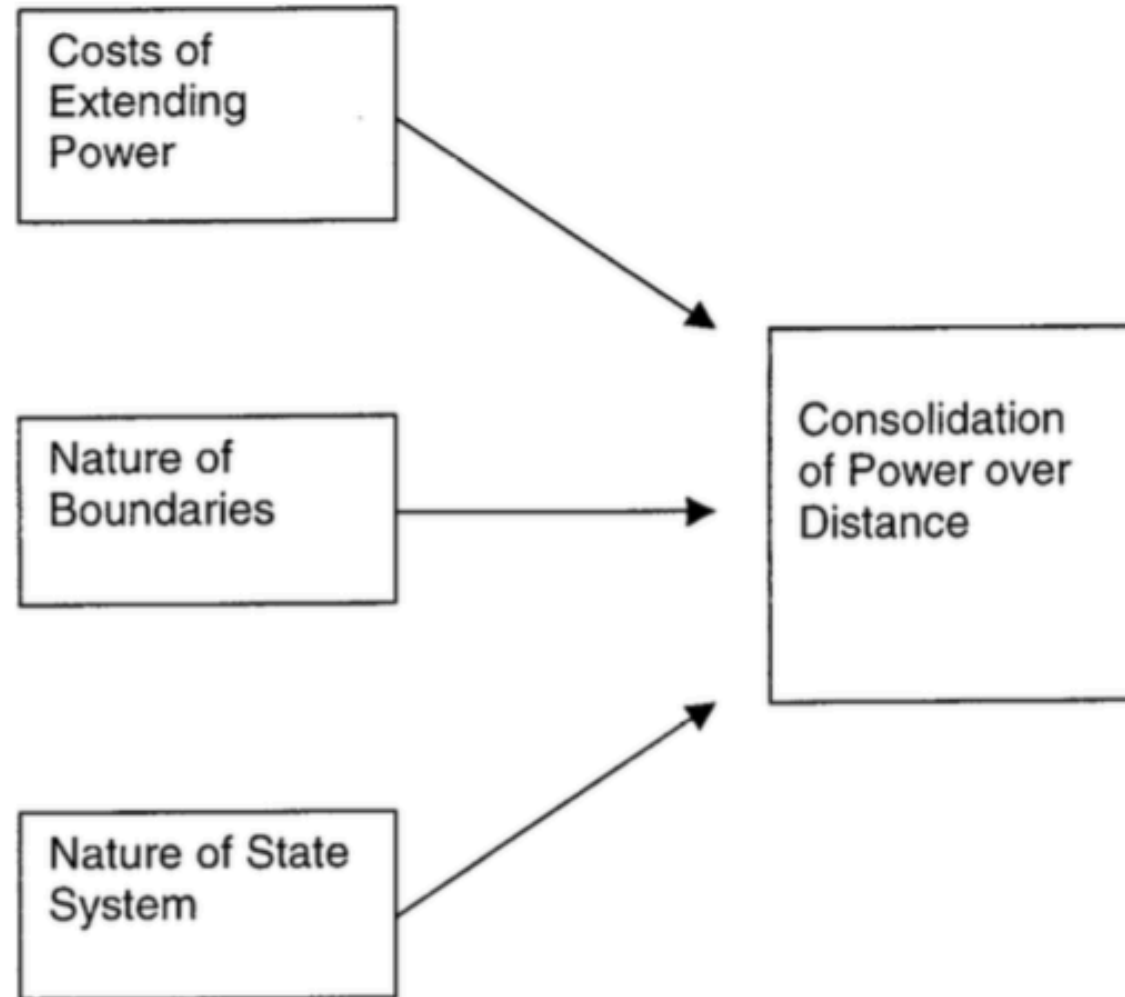 Costs of
Extending
Power
Nature of
Boundaries
Nature of State
System
Consolidation
of Power over
Distance